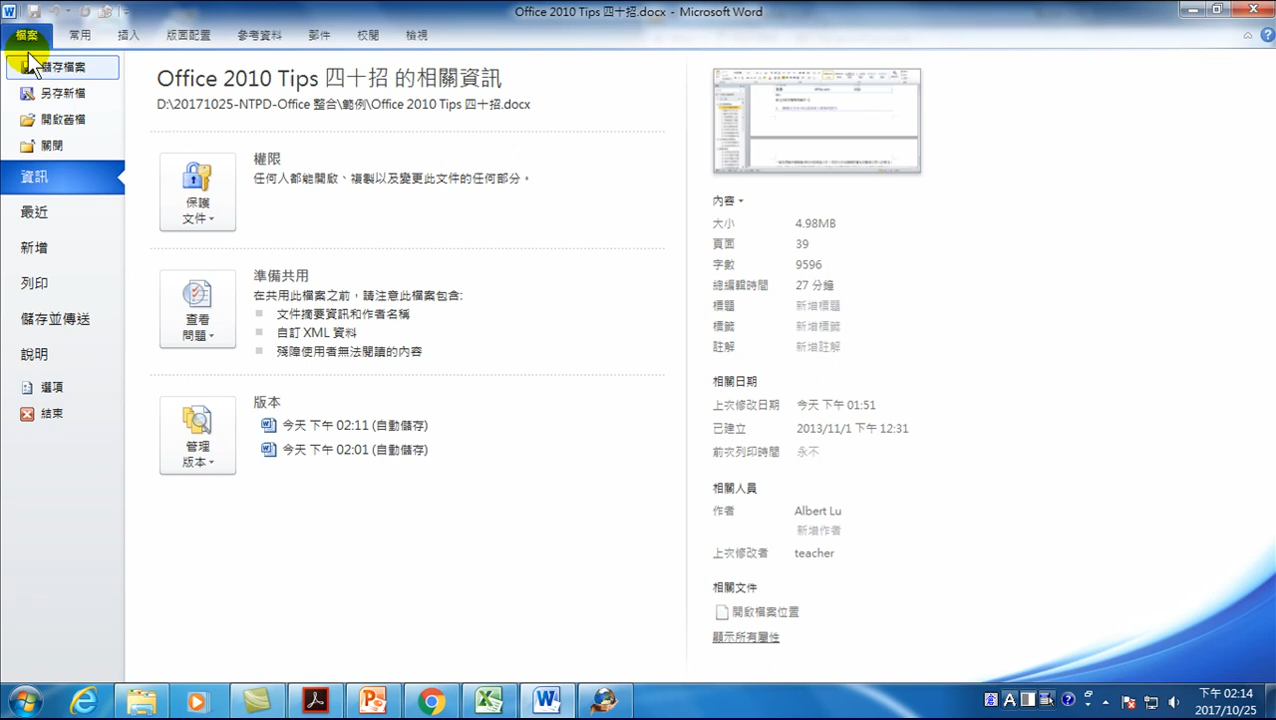 Office 2010 Tips 四十招.docx - Microsoft Word
檔案 常用 插入 版面配置 參考資料 郵件 校閱 檢視
儲存檔案
另存新檔
開啟舊檔
關閉
資訊
最近
新增
列印
儲存並傳送
說明
選項
結束
Office 2010 Tips 四十招 的相關資訊
D:\20171025-NTPD-Office 整合\範例\Office 2010 Tips 四十招.docx
保護
文件
權限
任何人都能開啟、複製以及變更此文件的任何部分。
查看
問題
準備共用
在共用此檔案之前，請注意此檔案包含:
文件摘要資訊和作者名稱
自訂 XML 資料
殘障使用者無法閱讀的內容
管理
版本
版本
今天 下午 02:11 (自動儲存)
今天 下午 02:01 (自動儲存)
內容
大小 4.98MB
頁面 39
字數 9596
總編輯時間 27 分鐘
標題 新增標題
標籤 新增標籤
註解 新增註解
相關日期
上次修改日期 今天 下午 01:51
已建立 2013/11/1 下午 12:31
前次列印時間 永不
相關人員
作者 Albert Lu
新增作者
上次修改者 teacher
相關文件
開啟檔案位置
顯示所有屬性
下午 02:14
2017/10/25